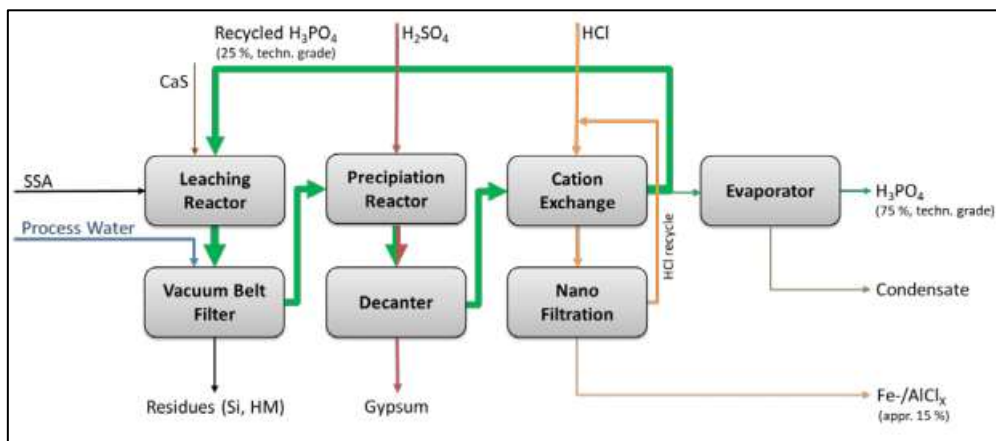 Recycled H₃PO₄
(25 %, techn. grade)
H₂SO₄
HCl
CaS
SSA
Leaching
Reactor
Precipiation
Reactor
Cation
Exchange
Evaporator
H₃PO₄
(75 %, techn. grade)
Process Water
HCl recycle
Vacuum Belt
Filter
Decanter
Nano
Filtration
Condensate
Residues (Si, HM)
Gypsum
Fe-/AlClₓ
(appr. 15 %)